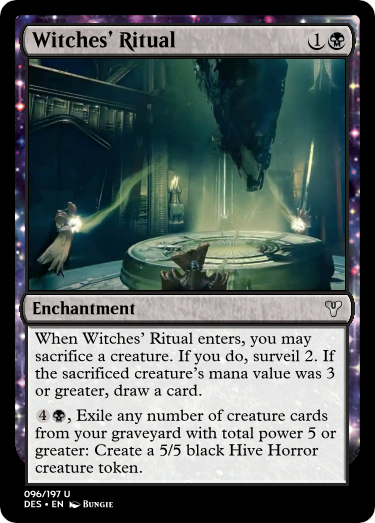 Witches' Ritual 1
Enchantment
When Witches' Ritual enters, you may
sacrifice a creature. If you do, surveil 2. If
the sacrificed creature's mana value was 3
or greater, draw a card.
4, Exile any number of creature cards
from your graveyard with total power 5 or
greater: Create a 5/5 black Hive Horror
creature token.
096/197 U
DES • EN Bungie